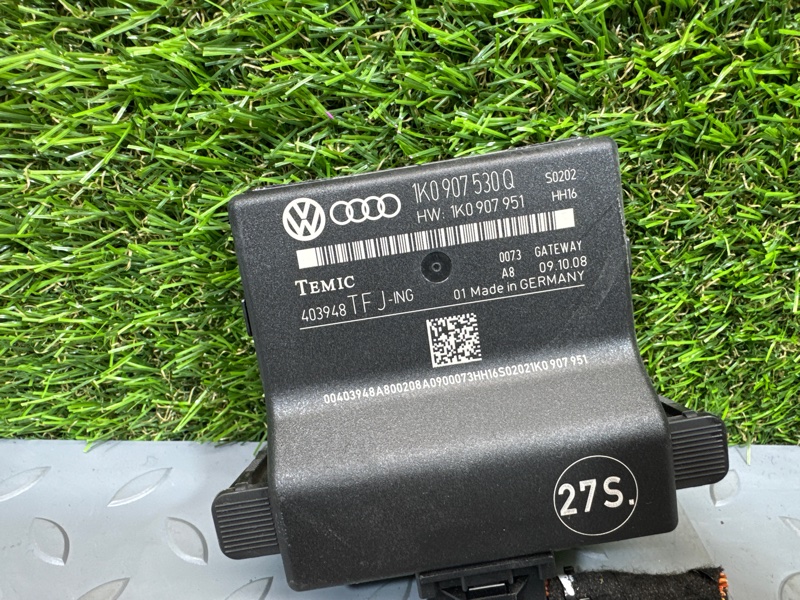 1K0 907 530 Q S0202
HW: 1K0 907 951 HH16
0073 GATEWAY
TEMIC A8 09.10.08
403948 TFJ-ING 01 Made in GERMANY
00403948A800208A0900073HH16S02021K0 907 951
27S.